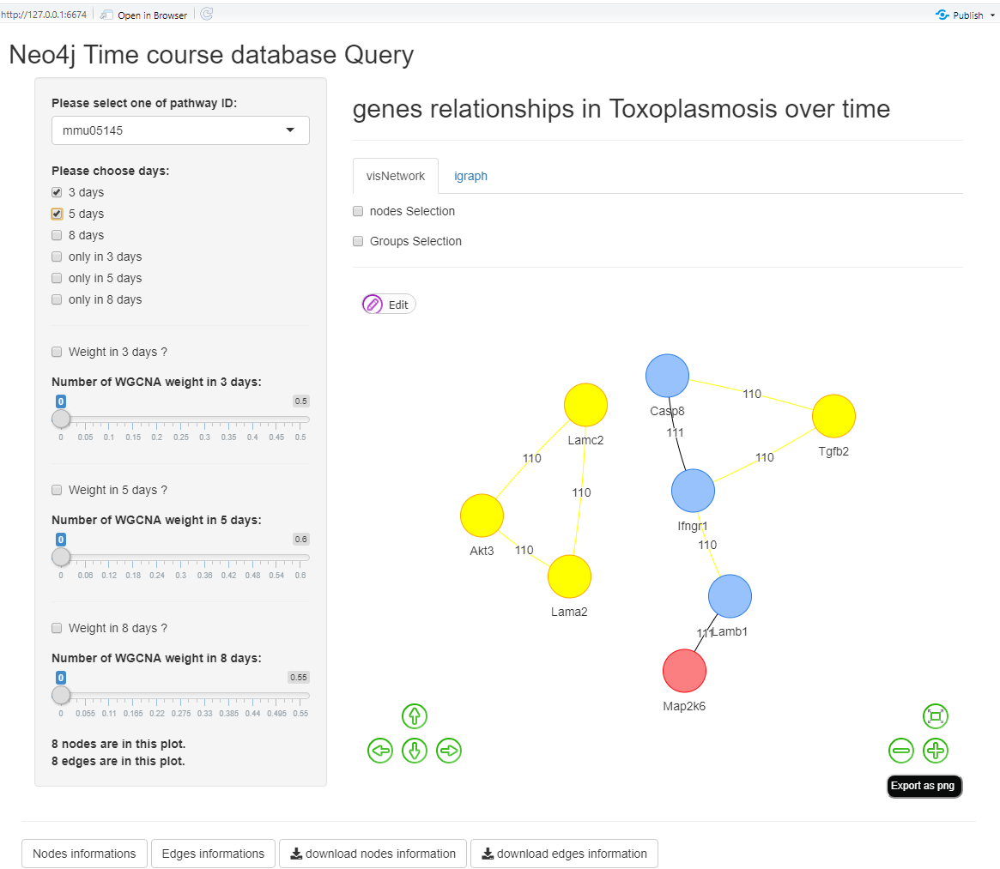 http://127.0.0.1:6674 Open in Browser Publish
Neo4j Time course database Query
Please select one of pathway ID:
mmu05145
Please choose days:
3 days
5 days
8 days
only in 3 days
only in 5 days
only in 8 days
Weight in 3 days ?
Number of WGCNA weight in 3 days:
0 0.5
0 0.05 0.1 0.15 0.2 0.25 0.3 0.35 0.4 0.45 0.5
Weight in 5 days ?
Number of WGCNA weight in 5 days:
0 0.6
0 0.06 0.12 0.18 0.24 0.3 0.36 0.42 0.48 0.54 0.6
Weight in 8 days ?
Number of WGCNA weight in 8 days:
0 0.55
0 0.055 0.11 0.165 0.22 0.275 0.33 0.385 0.44 0.495 0.55
8 nodes are in this plot.
8 edges are in this plot.
genes relationships in Toxoplasmosis over time
visNetwork igraph
nodes Selection
Groups Selection
Edit
110
Casp8
111
Lamc2
Tgfb2
110
110
110
Ifngr1
110
Akt3
110
Lama2
111
Lamb1
Map2k6
Export as png
Nodes informations Edges informations download nodes information download edges information